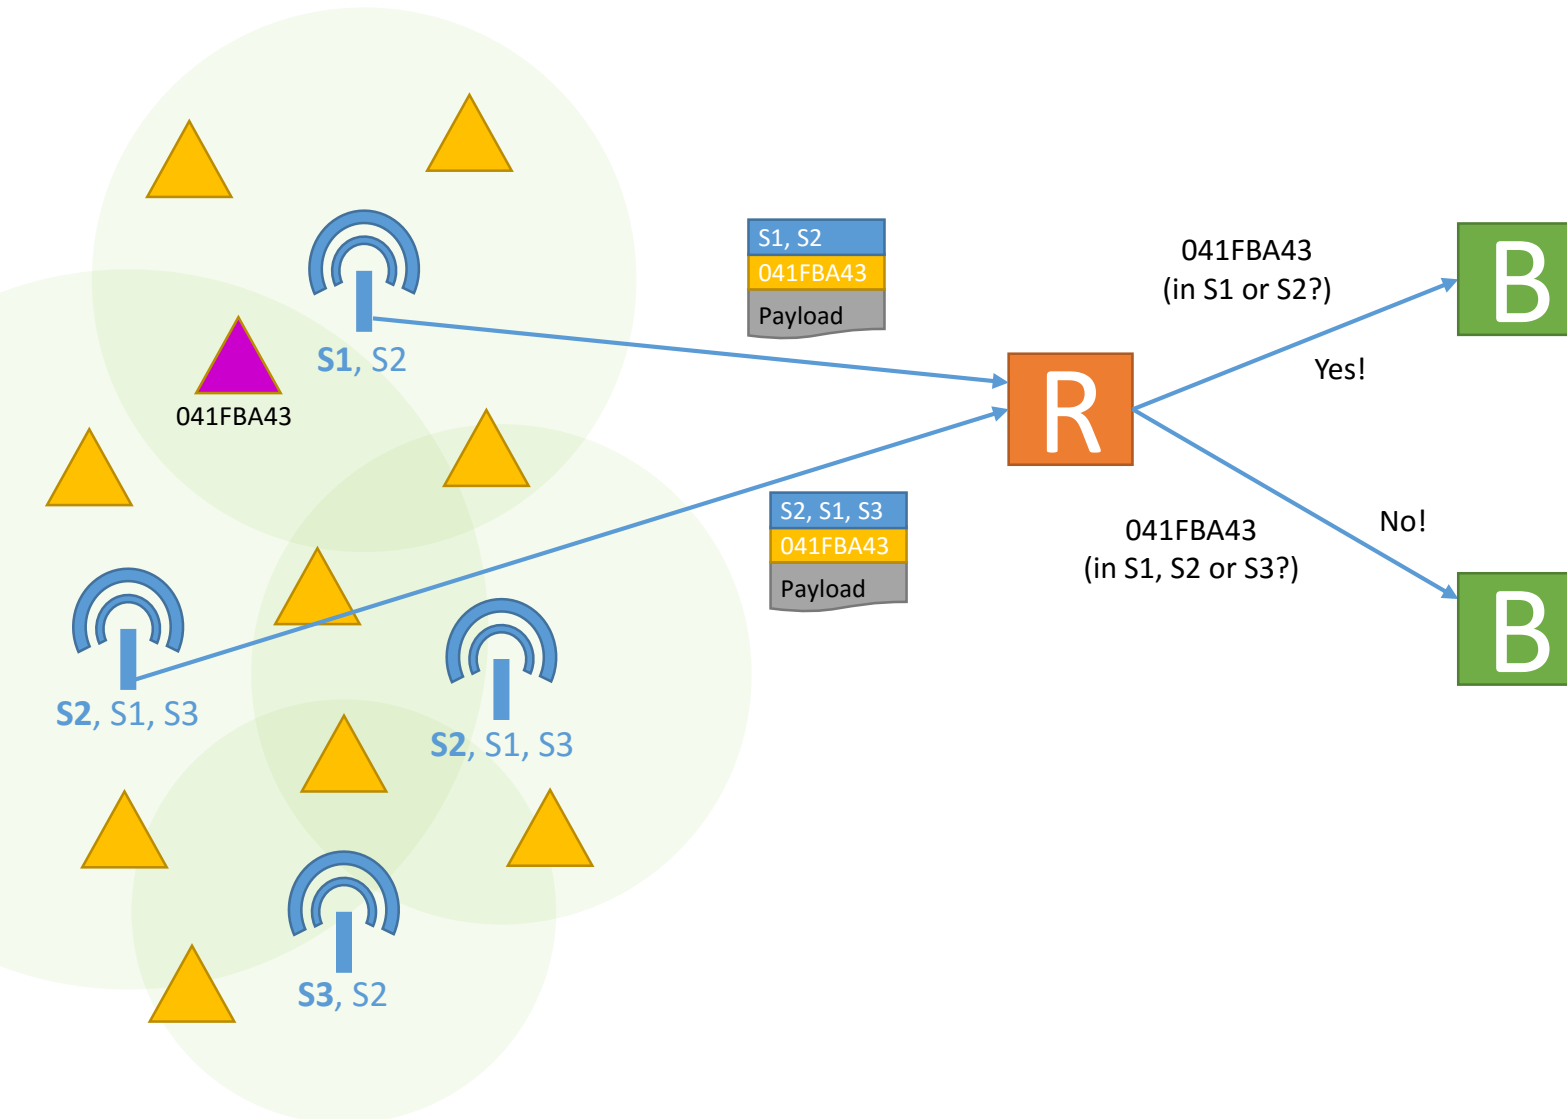 S1, S2
041FBA43
S1, S2
041FBA43
Payload
041FBA43
(in S1 or S2?)
B
Yes!
R
S2, S1, S3
041FBA43
Payload
No!
041FBA43
(in S1, S2 or S3?)
B
S2, S1, S3
S2, S1, S3
S3, S2